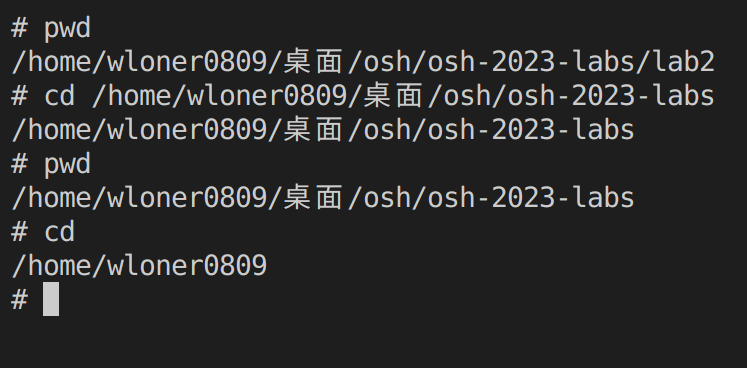 # pwd
/home/wloner0809/桌面/osh/osh-2023-labs/lab2
# cd /home/wloner0809/桌面/osh/osh-2023-labs
/home/wloner0809/桌面/osh/osh-2023-labs
# pwd
/home/wloner0809/桌面/osh/osh-2023-labs
# cd
/home/wloner0809
#